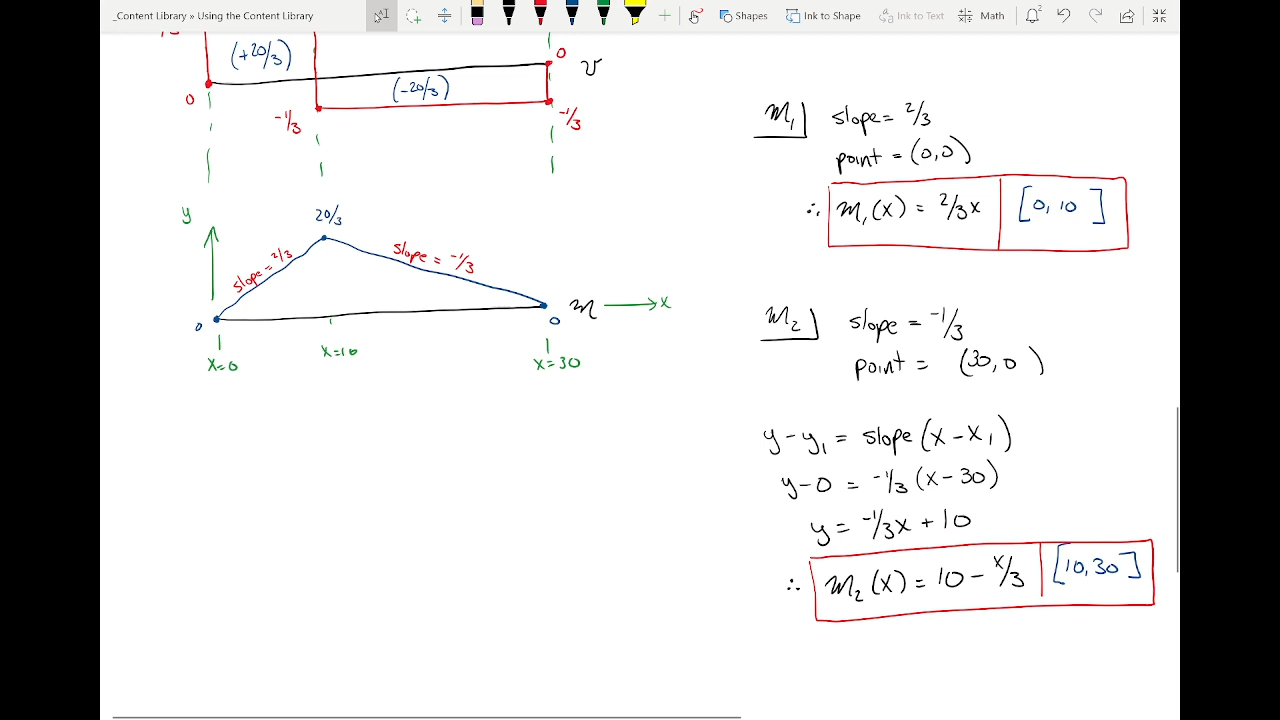 _Content Library » Using the Content Library
Shapes
Ink to Shape
Ink to Text
Math
(+20/3)
0
v
(-20/3)
0
-1/3
-1/3
y
20/3
slope = 2/3
slope = -1/3
m
x
0
0
x=0
x=10
x=30
m1
slope= 2/3
point = (0,0)
∴ m1(x) = 2/3x [0, 10]
m2
slope = -1/3
point = (30, 0)
y-y1 = slope(x-x1)
y-0 = -1/3(x-30)
y = -1/3x + 10
∴ m2(x) = 10 - x/3 [10,30]